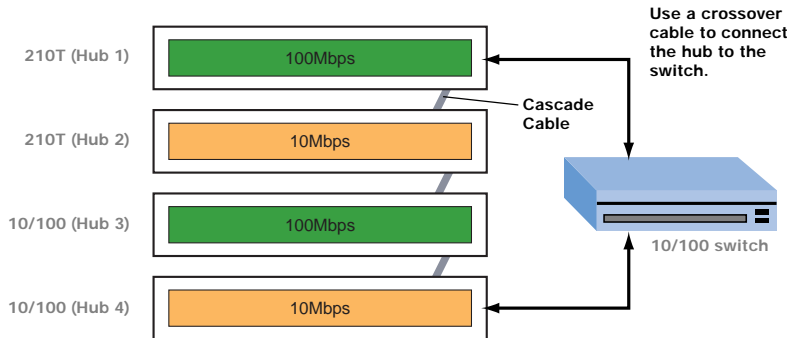 210T (Hub 1)
100Mbps
Use a crossover
cable to connect
the hub to the
switch.
Cascade
Cable
210T (Hub 2)
10Mbps
10/100 (Hub 3)
100Mbps
10/100 switch
10/100 (Hub 4)
10Mbps